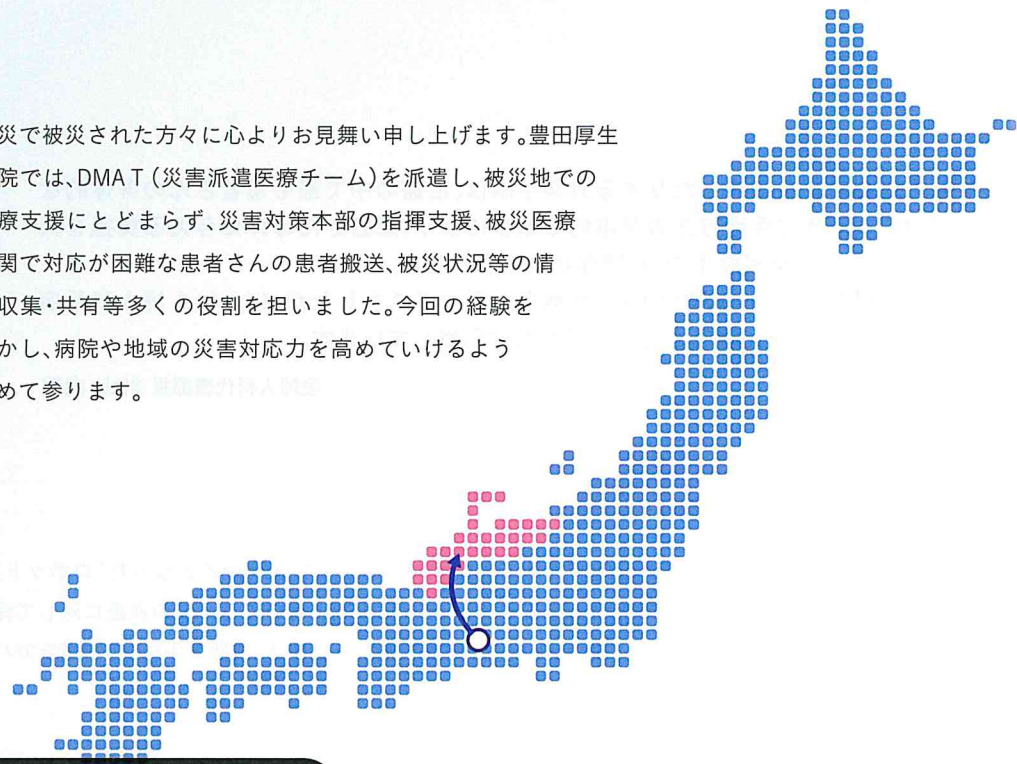 災で被災された方々に心よりお見舞い申し上げます。豊田厚生
院では、DMAT(災害派遣医療チーム)を派遣し、被災地での
療支援にとどまらず、災害対策本部の指揮支援、被災医療
関で対応が困難な患者さんの患者搬送、被災状況等の情
収集・共有等多くの役割を担いました。今回の経験を
かし、病院や地域の災害対応力を高めていけるよう
めて参ります。